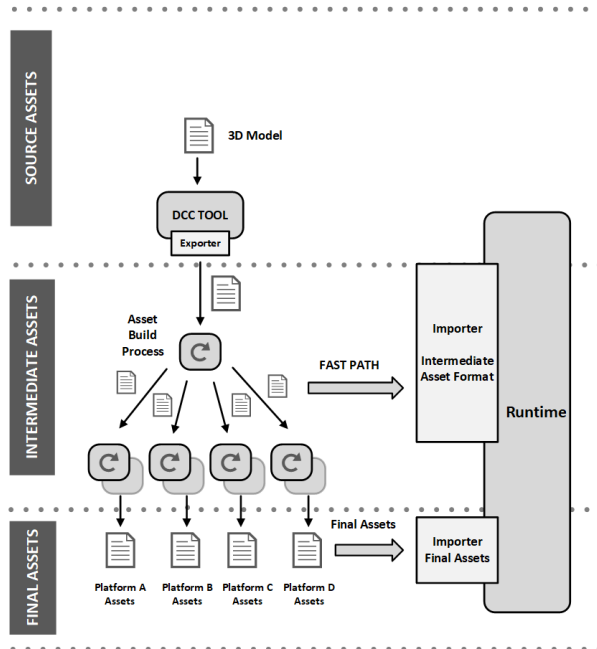 SOURCE ASSETS
3D Model
DCC TOOL
Exporter
INTERMEDIATE ASSETS
Asset
Build
Process
FAST PATH
Importer
Intermediate
Asset Format
Runtime
FINAL ASSETS
Final Assets
Importer
Final Assets
Platform A
Assets
Platform B
Assets
Platform C
Assets
Platform D
Assets